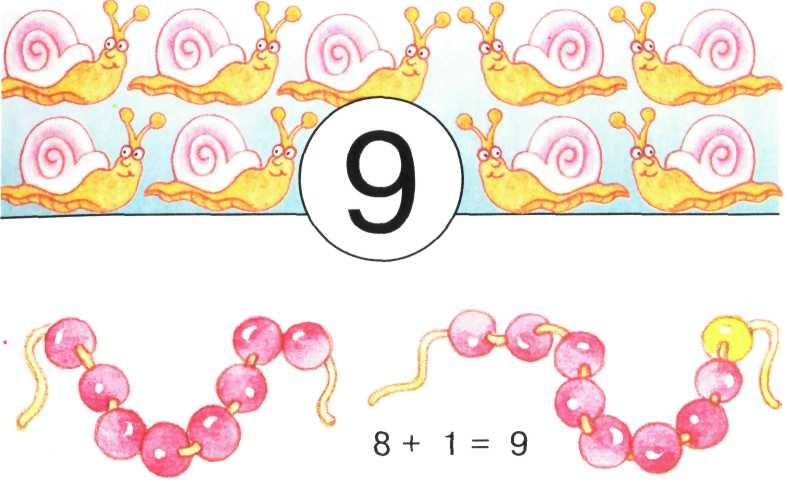 9
8 + 1 = 9